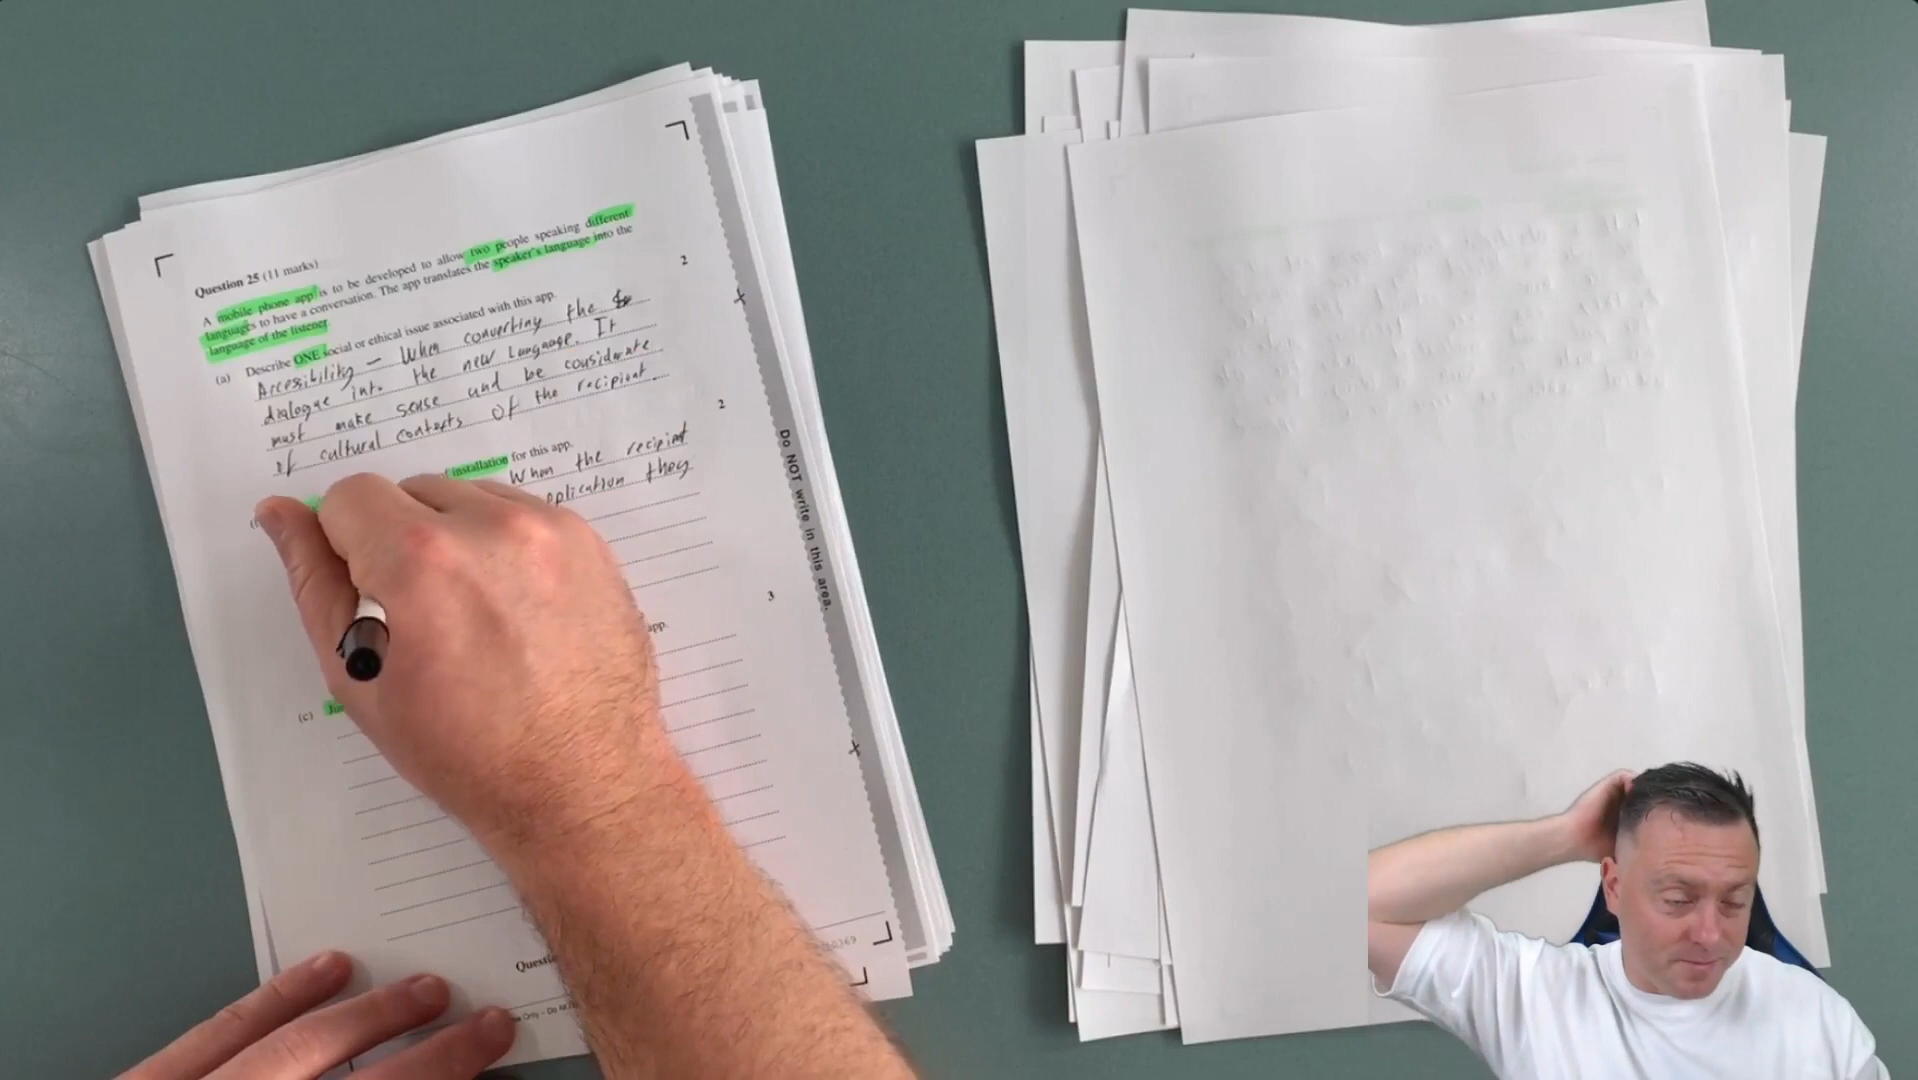 Question 25 (11 marks)
A mobile phone app is to be developed to allow two people speaking different
languages to have a conversation. The app translates the speaker's language into the
language of the listener.
2
(a) Describe ONE social or ethical issue associated with this app.
Accessibility – When converting the
dialogue into the new language. It
must make sense and be considerate
of cultural contexts of the recipient
2
installation for this app.
When the recipient
application they
3
app.
(c)
Do NOT write in this area.